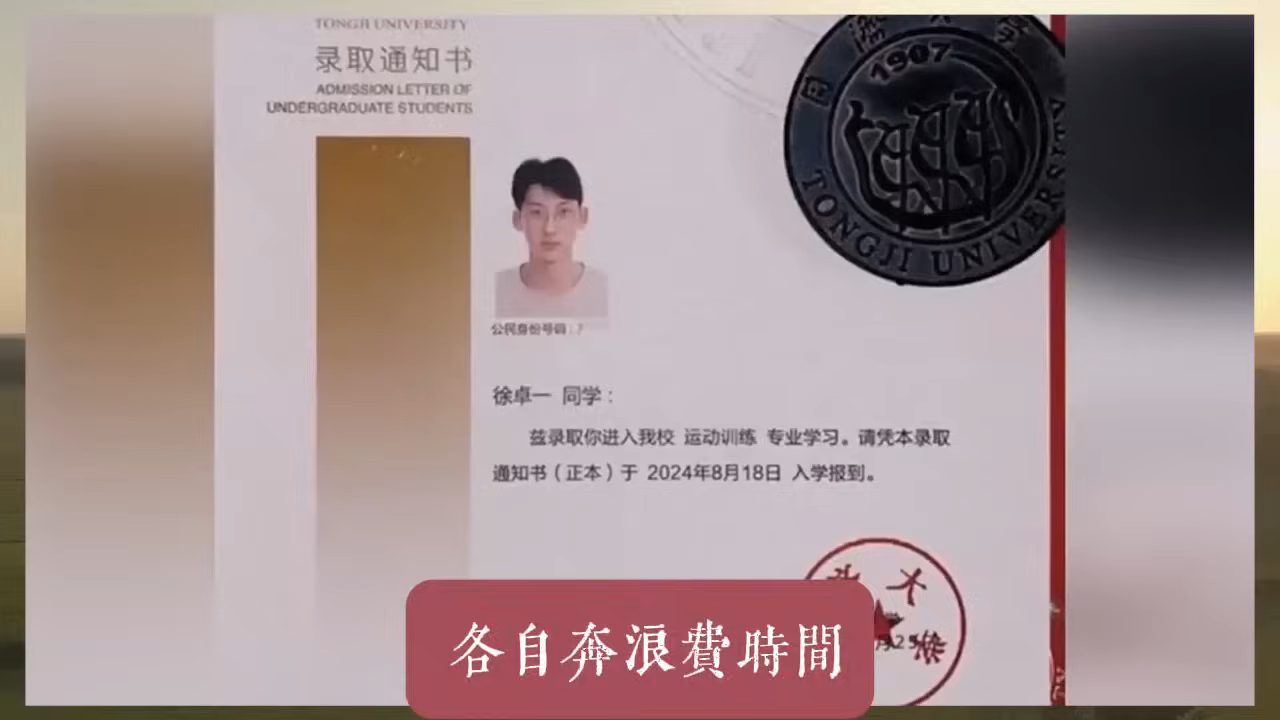 TONGJI UNIVERSITY
录取通知书
ADMISSION LETTER OF
UNDERGRADUATE STUDENTS
1907
TONGJI UNIVERSITY
公民身份号码：?
徐卓一 同学：
兹录取你进入我校 运动训练 专业学习。请凭本录取
通知书（正本）于 2024年8月18日 入学报到。
大
各自奔浪費時間